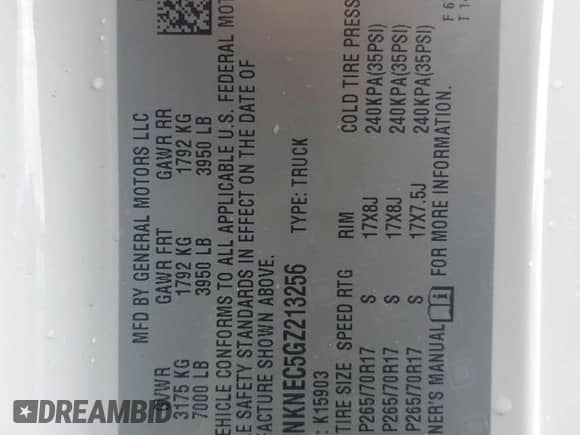 MFD BY GENERAL MOTORS LLC
GVWR GAWR FRT GAWR RR
3175 KG 1792 KG 1792 KG
7000 LB 3950 LB 3950 LB
EHICLE CONFORMS TO ALL APPLICABLE U.S. FEDERAL MOTOR
E SAFETY STANDARDS IN EFFECT ON THE DATE OF
FACTURE SHOWN ABOVE.
NKNEC5GZ213256 TYPE: TRUCK
: K15903
TIRE SIZE SPEED RTG RIM COLD TIRE PRESS
P265/70R17 S 17X8J 240KPA(35PSI)
P265/70R17 S 17X8J 240KPA(35PSI)
P265/70R17 S 17X7.5J 240KPA(35PSI)
NER'S MANUAL FOR MORE INFORMATION.
F 6
T 14
DREAMBID